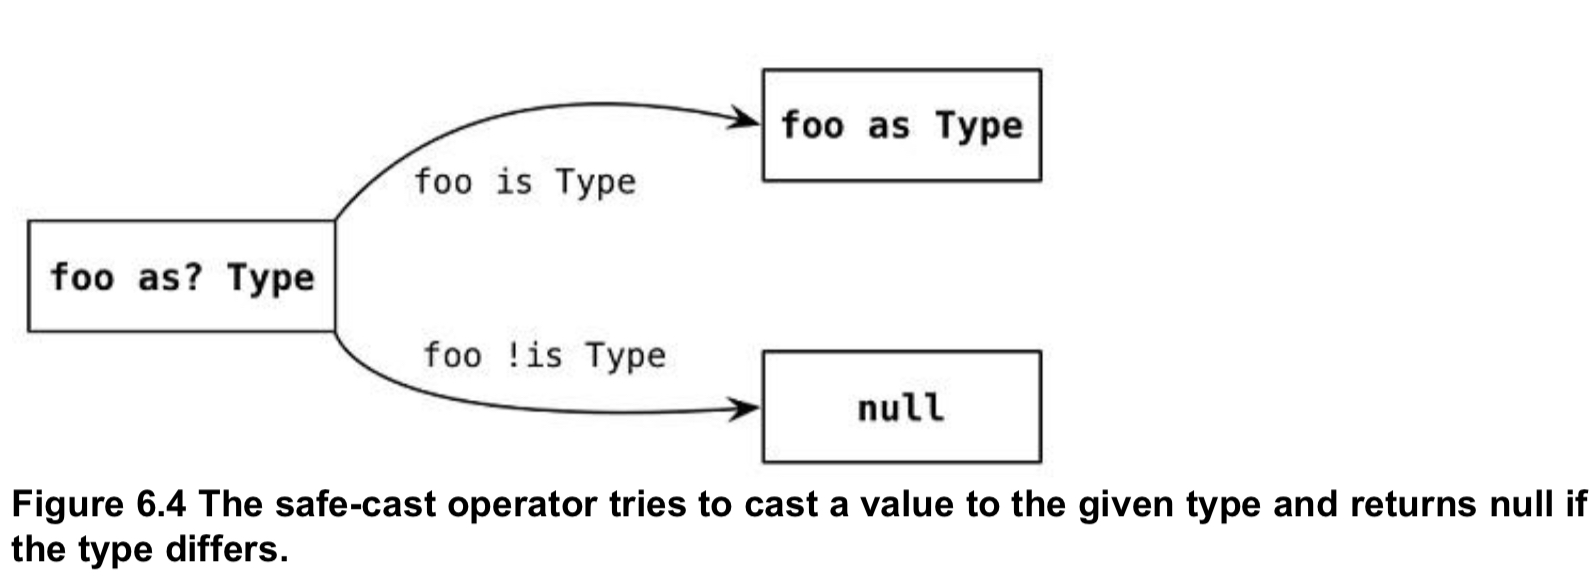 foo as Type
foo is Type
foo as? Type
foo !is Type
null
Figure 6.4 The safe-cast operator tries to cast a value to the given type and returns null if
the type differs.